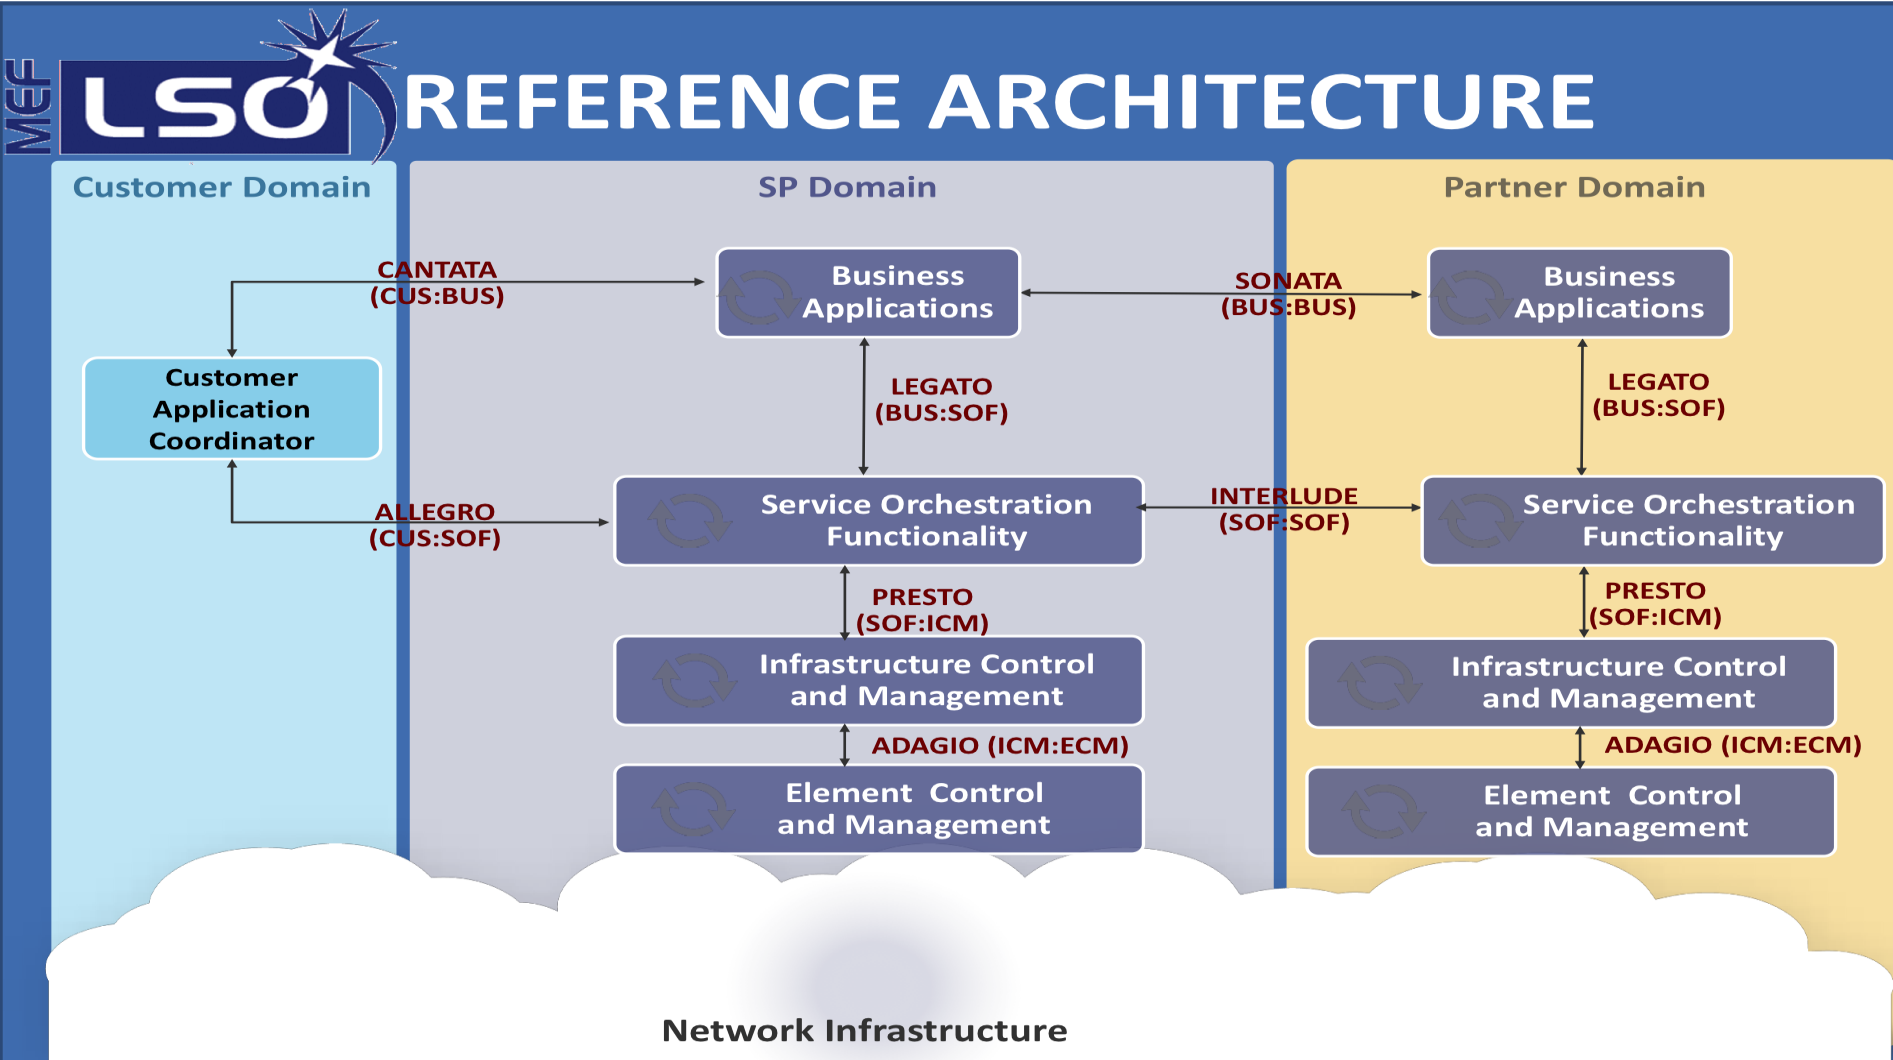 MEF
LSO
REFERENCE ARCHITECTURE
Customer Domain
SP Domain
Partner Domain
CANTATA
(CUS:BUS)
Business
Applications
SONATA
(BUS:BUS)
Business
Applications
Customer
Application
Coordinator
LEGATO
(BUS:SOF)
LEGATO
(BUS:SOF)
ALLEGRO
(CUS:SOF)
Service Orchestration
Functionality
INTERLUDE
(SOF:SOF)
Service Orchestration
Functionality
PRESTO
(SOF:ICM)
PRESTO
(SOF:ICM)
Infrastructure Control
and Management
Infrastructure Control
and Management
ADAGIO (ICM:ECM)
ADAGIO (ICM:ECM)
Element Control
and Management
Element Control
and Management
Network Infrastructure